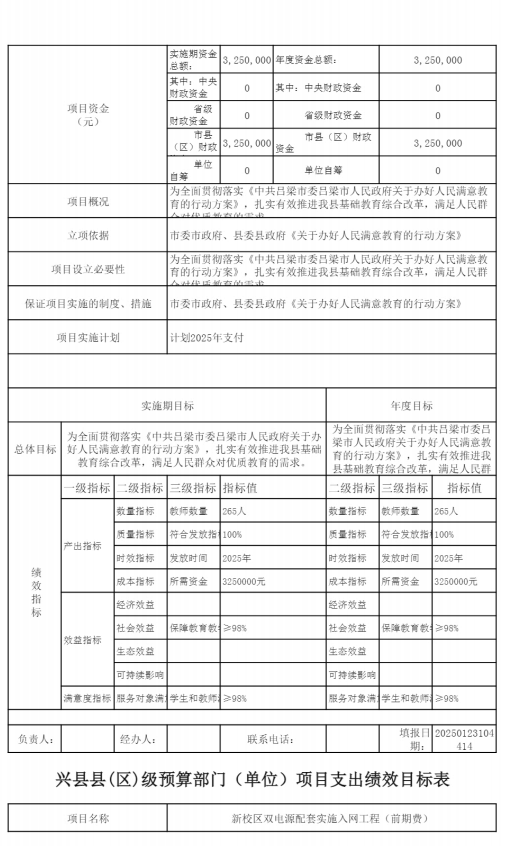 项目资金
（元）
实施期资金
总额： 3,250,000 年度资金总额： 3,250,000
其中：中央
财政资金 0 其中：中央财政资金 0
省级
财政资金 0 省级财政资金 0
市县
（区）财政 3,250,000 市县（区）财政
资金 3,250,000
单位
自筹 0 单位自筹 0
项目概况 为全面贯彻落实《中共吕梁市委吕梁市人民政府关于办好人民满意教
育的行动方案》，扎实有效推进我县基础教育综合改革，满足人民群
众对优质教育的需求
立项依据 市委市政府、县委县政府《关于办好人民满意教育的行动方案》
项目设立必要性 为全面贯彻落实《中共吕梁市委吕梁市人民政府关于办好人民满意教
育的行动方案》，扎实有效推进我县基础教育综合改革，满足人民群
众对优质教育的需求
保证项目实施的制度、措施 市委市政府、县委县政府《关于办好人民满意教育的行动方案》
项目实施计划 计划2025年支付
实施期目标 年度目标
总体目标 为全面贯彻落实《中共吕梁市委吕梁市人民政府关于办
好人民满意教育的行动方案》，扎实有效推进我县基础
教育综合改革，满足人民群众对优质教育的需求。
为全面贯彻落实《中共吕梁市委吕
梁市人民政府关于办好人民满意教
育的行动方案》，扎实有效推进我
县基础教育综合改革，满足人民群
绩
效
指
标
一级指标 二级指标 三级指标 指标值 二级指标 三级指标 指标值
产出指标 数量指标 教师数量 265人 数量指标 教师数量 265人
质量指标 符合发放指 100% 质量指标 符合发放指 100%
时效指标 发放时间 2025年 时效指标 发放时间 2025年
成本指标 所需资金 3250000元 成本指标 所需资金 3250000元
效益指标 经济效益 经济效益
社会效益 保障教育教 ≥98% 社会效益 保障教育教 ≥98%
生态效益 生态效益
可持续影响 可持续影响
满意度指标 服务对象满 学生和教师 ≥98% 服务对象满 学生和教师 ≥98%
负责人： 经办人： 联系电话： 填报日
期： 20250123104
414
兴县县(区)级预算部门（单位）项目支出绩效目标表
项目名称 新校区双电源配套实施入网工程（前期费）